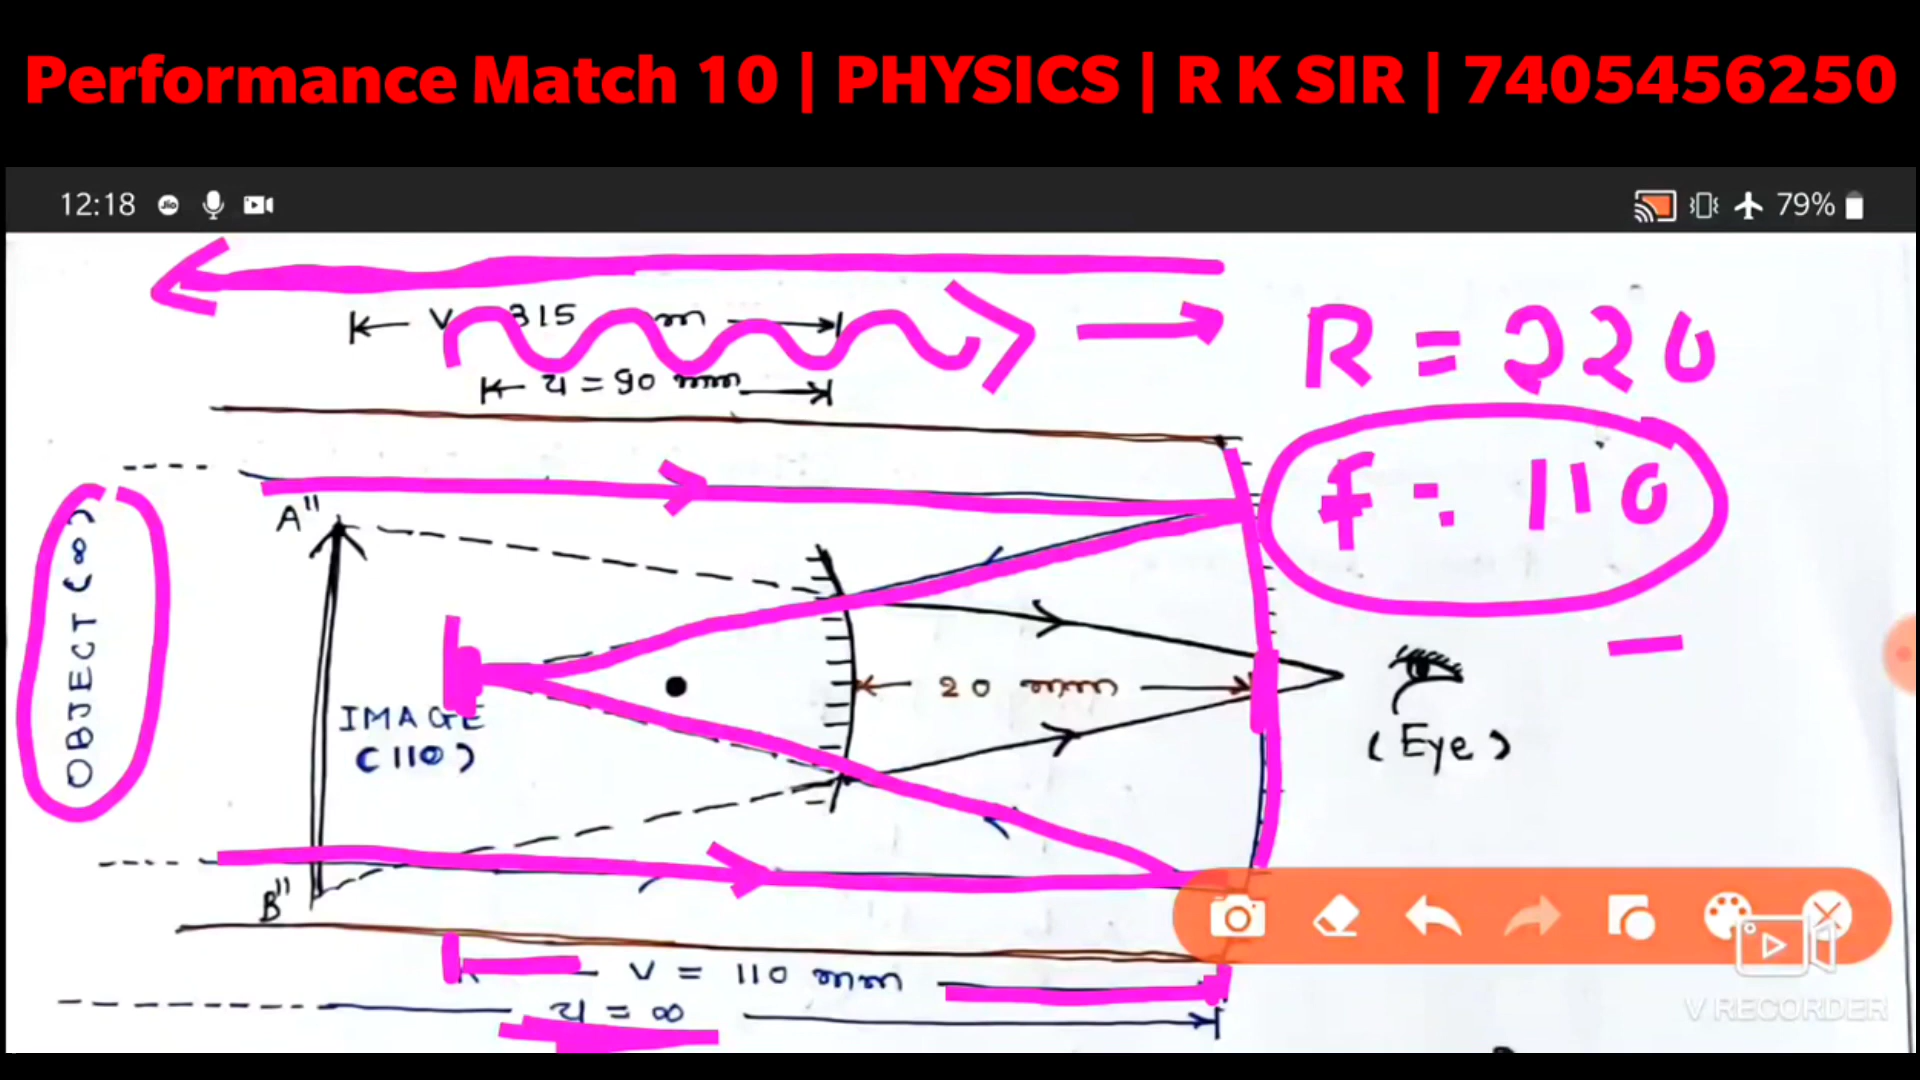 Performance Match 10 | PHYSICS | R K SIR | 7405456250
12:18
Jio
79%
V 315 mm
u = 90 mm
R = 220
f = 110
OBJECT (∞)
A"
IMAGE
(110)
20 mm
(Eye)
B"
V = 110 mm
u = ∞
V RECORDER